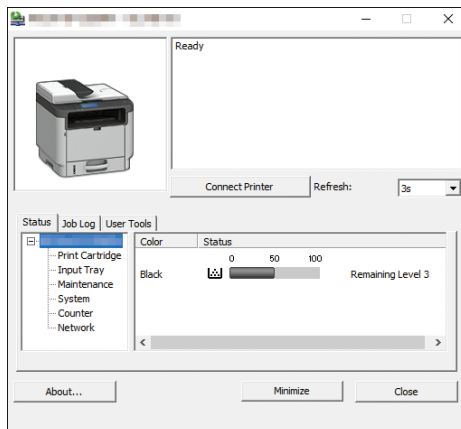 Ready
Connect Printer Refresh: 3s
Status Job Log User Tools
Color Status
Print Cartridge
Input Tray
Maintenance
System
Counter
Network
0 50 100
Black Remaining Level 3
About... Minimize Close